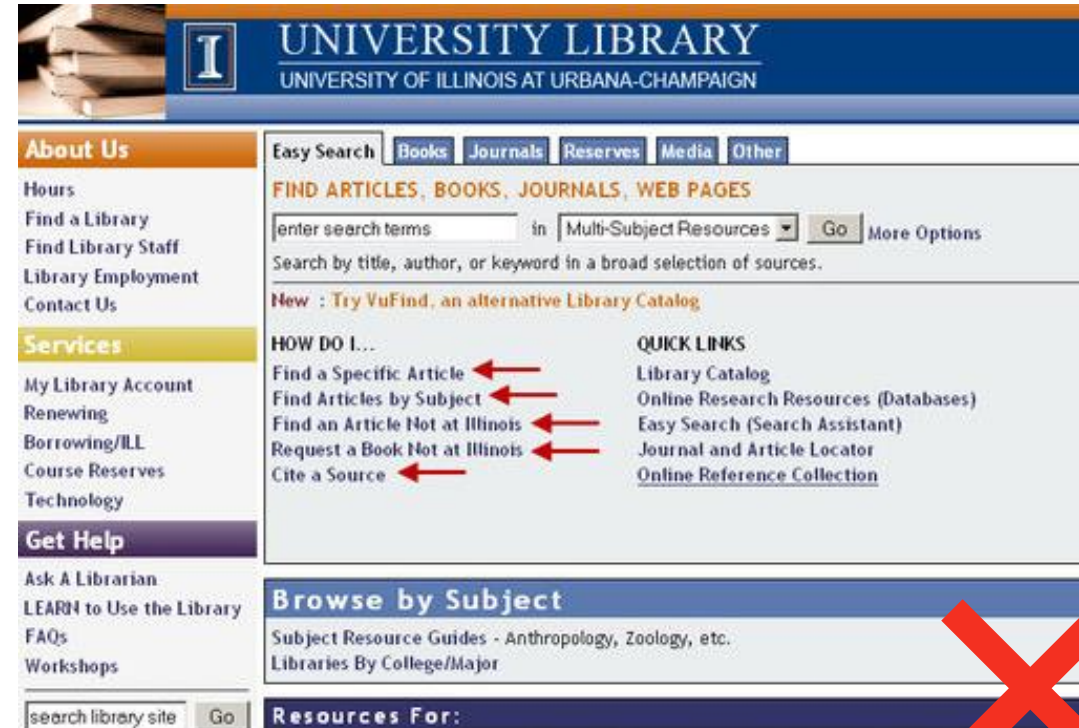 I
UNIVERSITY LIBRARY
UNIVERSITY OF ILLINOIS AT URBANA-CHAMPAIGN
About Us
Hours
Find a Library
Find Library Staff
Library Employment
Contact Us
Services
My Library Account
Renewing
Borrowing/ILL
Course Reserves
Technology
Get Help
Ask A Librarian
LEARN to Use the Library
FAQs
Workshops
search library site Go
Easy Search Books Journals Reserves Media Other
FIND ARTICLES, BOOKS, JOURNALS, WEB PAGES
enter search terms in Multi-Subject Resources Go More Options
Search by title, author, or keyword in a broad selection of sources.
New : Try VuFind, an alternative Library Catalog
HOW DO I...
Find a Specific Article
Find Articles by Subject
Find an Article Not at Illinois
Request a Book Not at Illinois
Cite a Source
QUICK LINKS
Library Catalog
Online Research Resources (Databases)
Easy Search (Search Assistant)
Journal and Article Locator
Online Reference Collection
Browse by Subject
Subject Resource Guides - Anthropology, Zoology, etc.
Libraries By College/Major
Resources For: